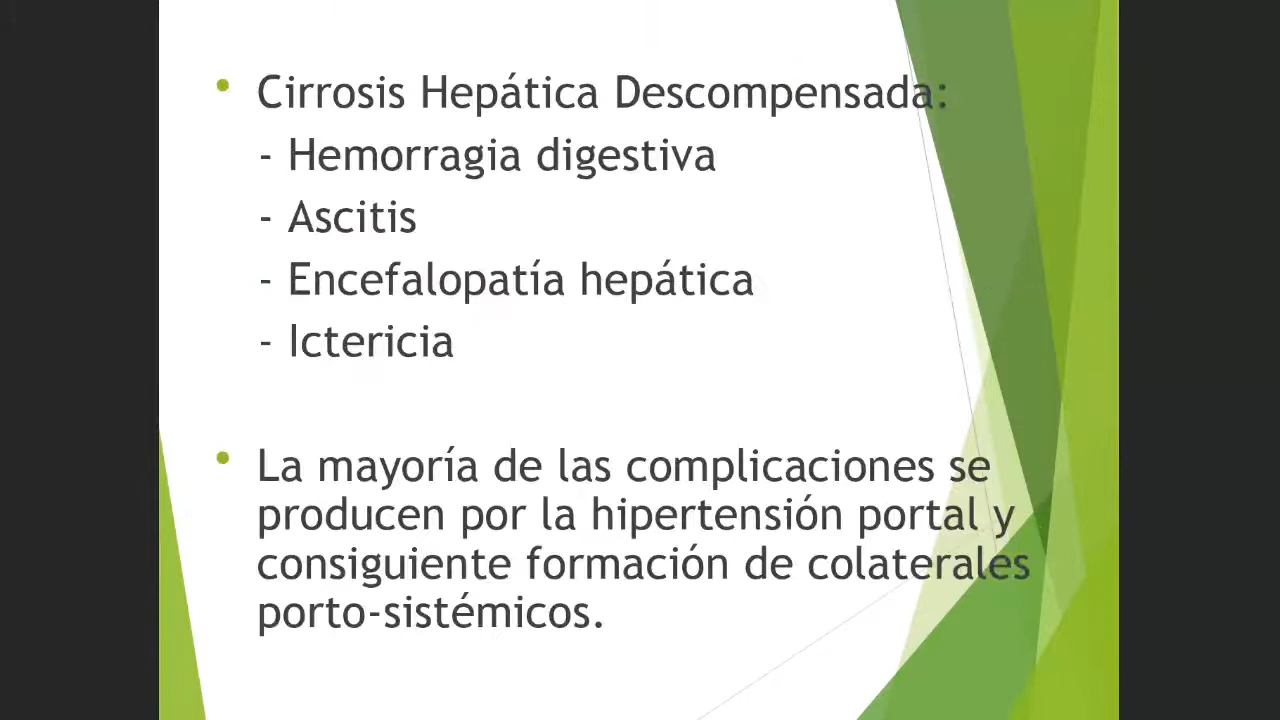 • Cirrosis Hepática Descompensada:
- Hemorragia digestiva
- Ascitis
- Encefalopatía hepática
- Ictericia
• La mayoría de las complicaciones se
producen por la hipertensión portal y
consiguiente formación de colaterales
porto-sistémicos.